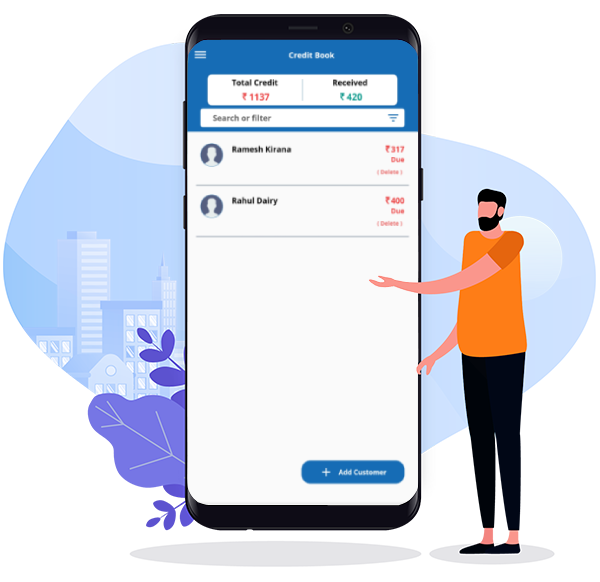 Credit Book
Total Credit Received
₹ 1137 ₹ 420
Search or filter
Ramesh Kirana ₹317
Due
( Delete )
Rahul Dairy ₹400
Due
( Delete )
+ Add Customer